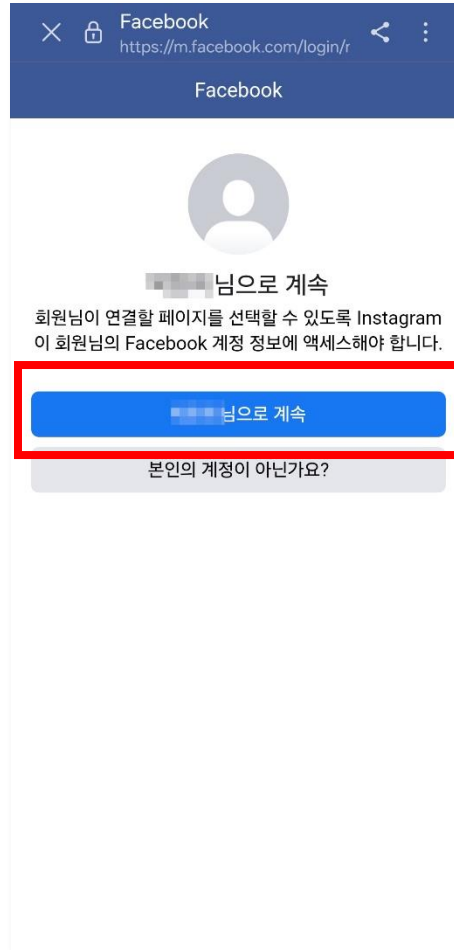 Facebook
https://m.facebook.com/login/r
Facebook
님으로 계속
회원님이 연결할 페이지를 선택할 수 있도록 Instagram
이 회원님의 Facebook 계정 정보에 액세스해야 합니다.
님으로 계속
본인의 계정이 아닌가요?